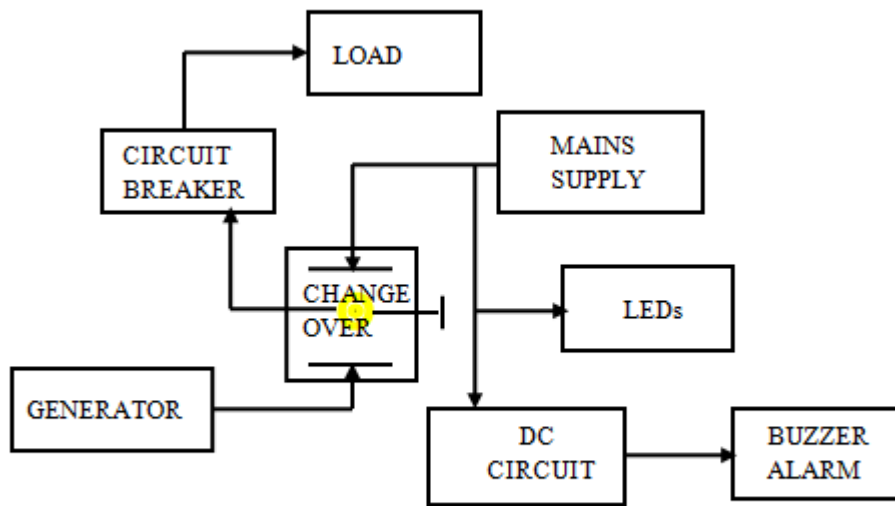 LOAD
CIRCUIT
BREAKER
MAINS
SUPPLY
CHANGE
OVER
LEDs
GENERATOR
DC
CIRCUIT
BUZZER
ALARM